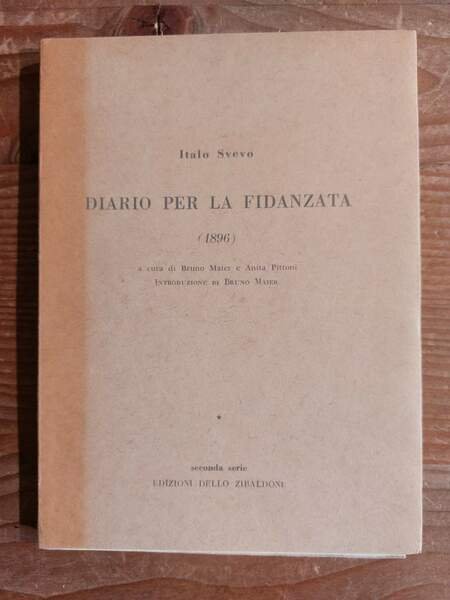 Italo Svevo
DIARIO PER LA FIDANZATA
(1896)
a cura di Bruno Maier e Anita Pittoni
INTRODUZIONE DI BRUNO MAIER
*
seconda serie
EDIZIONI DELLO ZIBALDONE